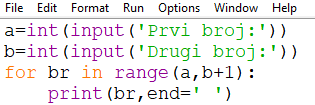 File Edit Format Run Options Window Help
a=int(input('Prvi broj:'))
b=int(input('Drugi broj:'))
for br in range(a,b+1):
    print(br,end=' ')